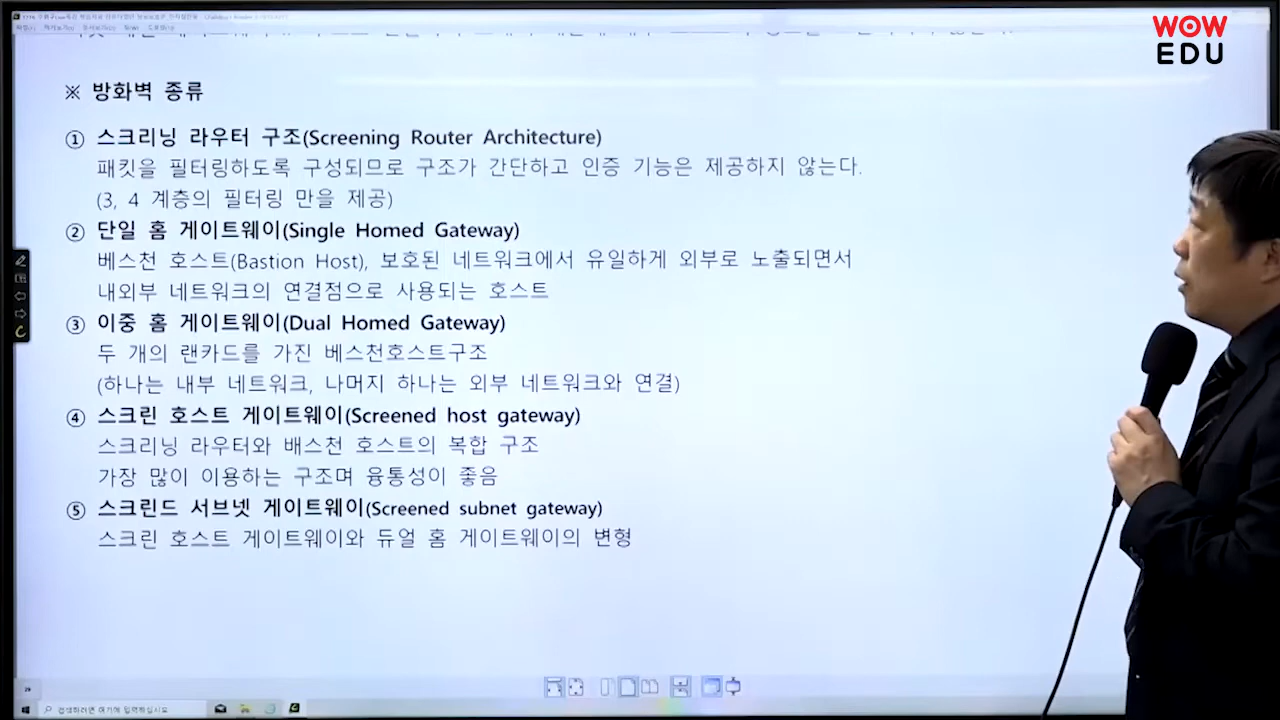 WOW
EDU
※ 방화벽 종류
① 스크리닝 라우터 구조(Screening Router Architecture)
패킷을 필터링하도록 구성되므로 구조가 간단하고 인증 기능은 제공하지 않는다.
(3, 4 계층의 필터링 만을 제공)
② 단일 홈 게이트웨이(Single Homed Gateway)
베스천 호스트(Bastion Host), 보호된 네트워크에서 유일하게 외부로 노출되면서
내외부 네트워크의 연결점으로 사용되는 호스트
③ 이중 홈 게이트웨이(Dual Homed Gateway)
두 개의 랜카드를 가진 베스천호스트구조
(하나는 내부 네트워크, 나머지 하나는 외부 네트워크와 연결)
④ 스크린 호스트 게이트웨이(Screened host gateway)
스크리닝 라우터와 배스천 호스트의 복합 구조
가장 많이 이용하는 구조며 융통성이 좋음
⑤ 스크린드 서브넷 게이트웨이(Screened subnet gateway)
스크린 호스트 게이트웨이와 듀얼 홈 게이트웨이의 변형
검색하려면 여기에 입력하십시오